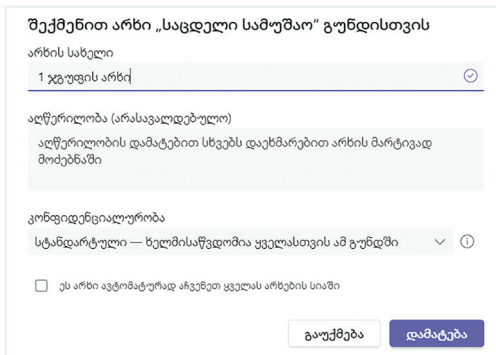 შექმენით არხი „საცდელი სამუშაო“ გუნდისთვის
არხის სახელი
1 ჯგუფის არხი
აღწერილობა (არასავალდებულო)
აღწერილობის დამატებით სხვებს დაეხმარებით არხის მარტივად
მოძებნაში
კონფიდენციალურობა
სტანდარტული — ხელმისაწვდომია ყველასთვის ამ გუნდში
ეს არხი ავტომატურად აჩვენეთ ყველას არხების სიაში
გაუქმება დამატება